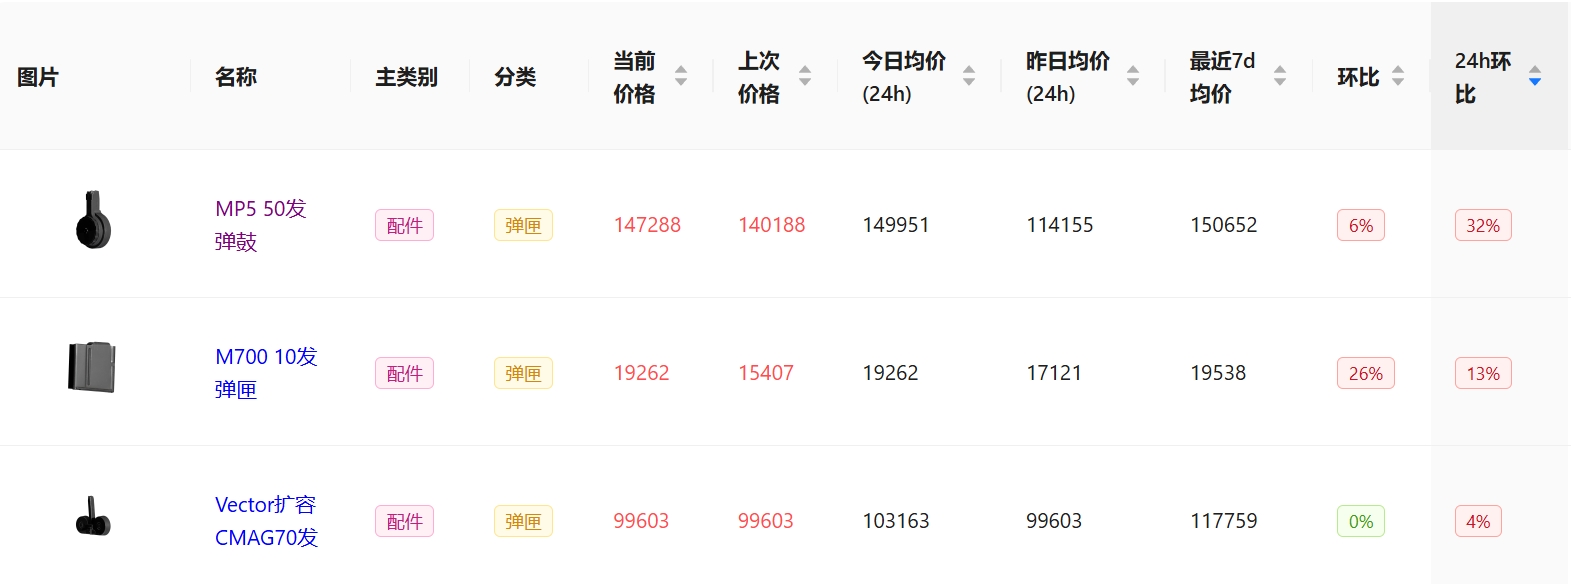 图片
名称
主类别
分类
当前
价格
上次
价格
今日均价
(24h)
昨日均价
(24h)
最近7d
均价
环比
24h环
比
MP5 50发
弹鼓
配件
弹匣
147288
140188
149951
114155
150652
6%
32%
M700 10发
弹匣
配件
弹匣
19262
15407
19262
17121
19538
26%
13%
Vector扩容
CMAG70发
配件
弹匣
99603
99603
103163
99603
117759
0%
4%